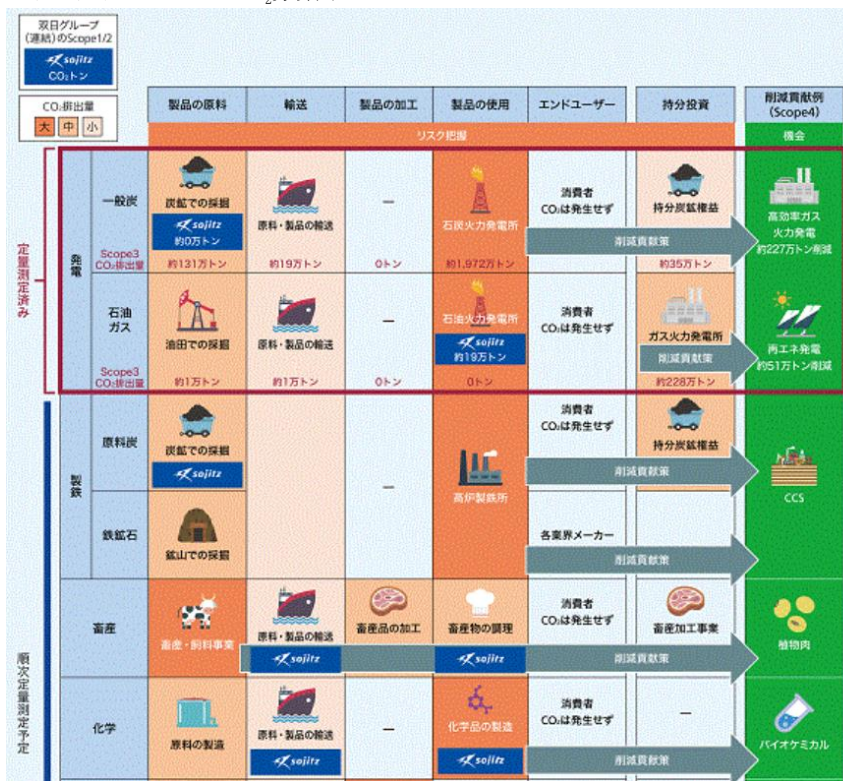 双日グループ
(連結)のScope1/2
sojitz
CO₂トン
CO₂排出量
大 中 小
製品の原料 輸送 製品の加工 製品の使用 エンドユーザー 持分投資 削減貢献例
(Scope4)
リスク把握 機会
定量測定済み
発電
一般炭
Scope3
CO₂排出量
炭鉱での採掘
sojitz
約0万トン
約131万トン
原料・製品の輸送
約19万トン
—
0トン
石炭火力発電所
約1,972万トン
消費者
CO₂は発生せず
持分炭鉱権益
削減貢献策
約35万トン
高効率ガス
火力発電
約227万トン削減
石油
ガス
Scope3
CO₂排出量
油田での採掘
約1万トン
原料・製品の輸送
約1万トン
—
0トン
石油火力発電所
sojitz
約19万トン
0トン
消費者
CO₂は発生せず
ガス火力発電所
削減貢献策
約228万トン
再エネ発電
約51万トン削減
順次定量測定予定
製鉄
原料炭
炭鉱での採掘
sojitz
—
高炉製鉄所
消費者
CO₂は発生せず
持分炭鉱権益
削減貢献策
CCS
鉄鉱石
鉱山での採掘
各業界メーカー
削減貢献策
畜産
畜産・飼料事業
原料・製品の輸送
sojitz
畜産品の加工
畜産物の調理
sojitz
消費者
CO₂は発生せず
畜産加工事業
削減貢献策
植物肉
化学
原料の製造
原料・製品の輸送
sojitz
—
化学品の製造
sojitz
消費者
CO₂は発生せず
—
削減貢献策
バイオケミカル